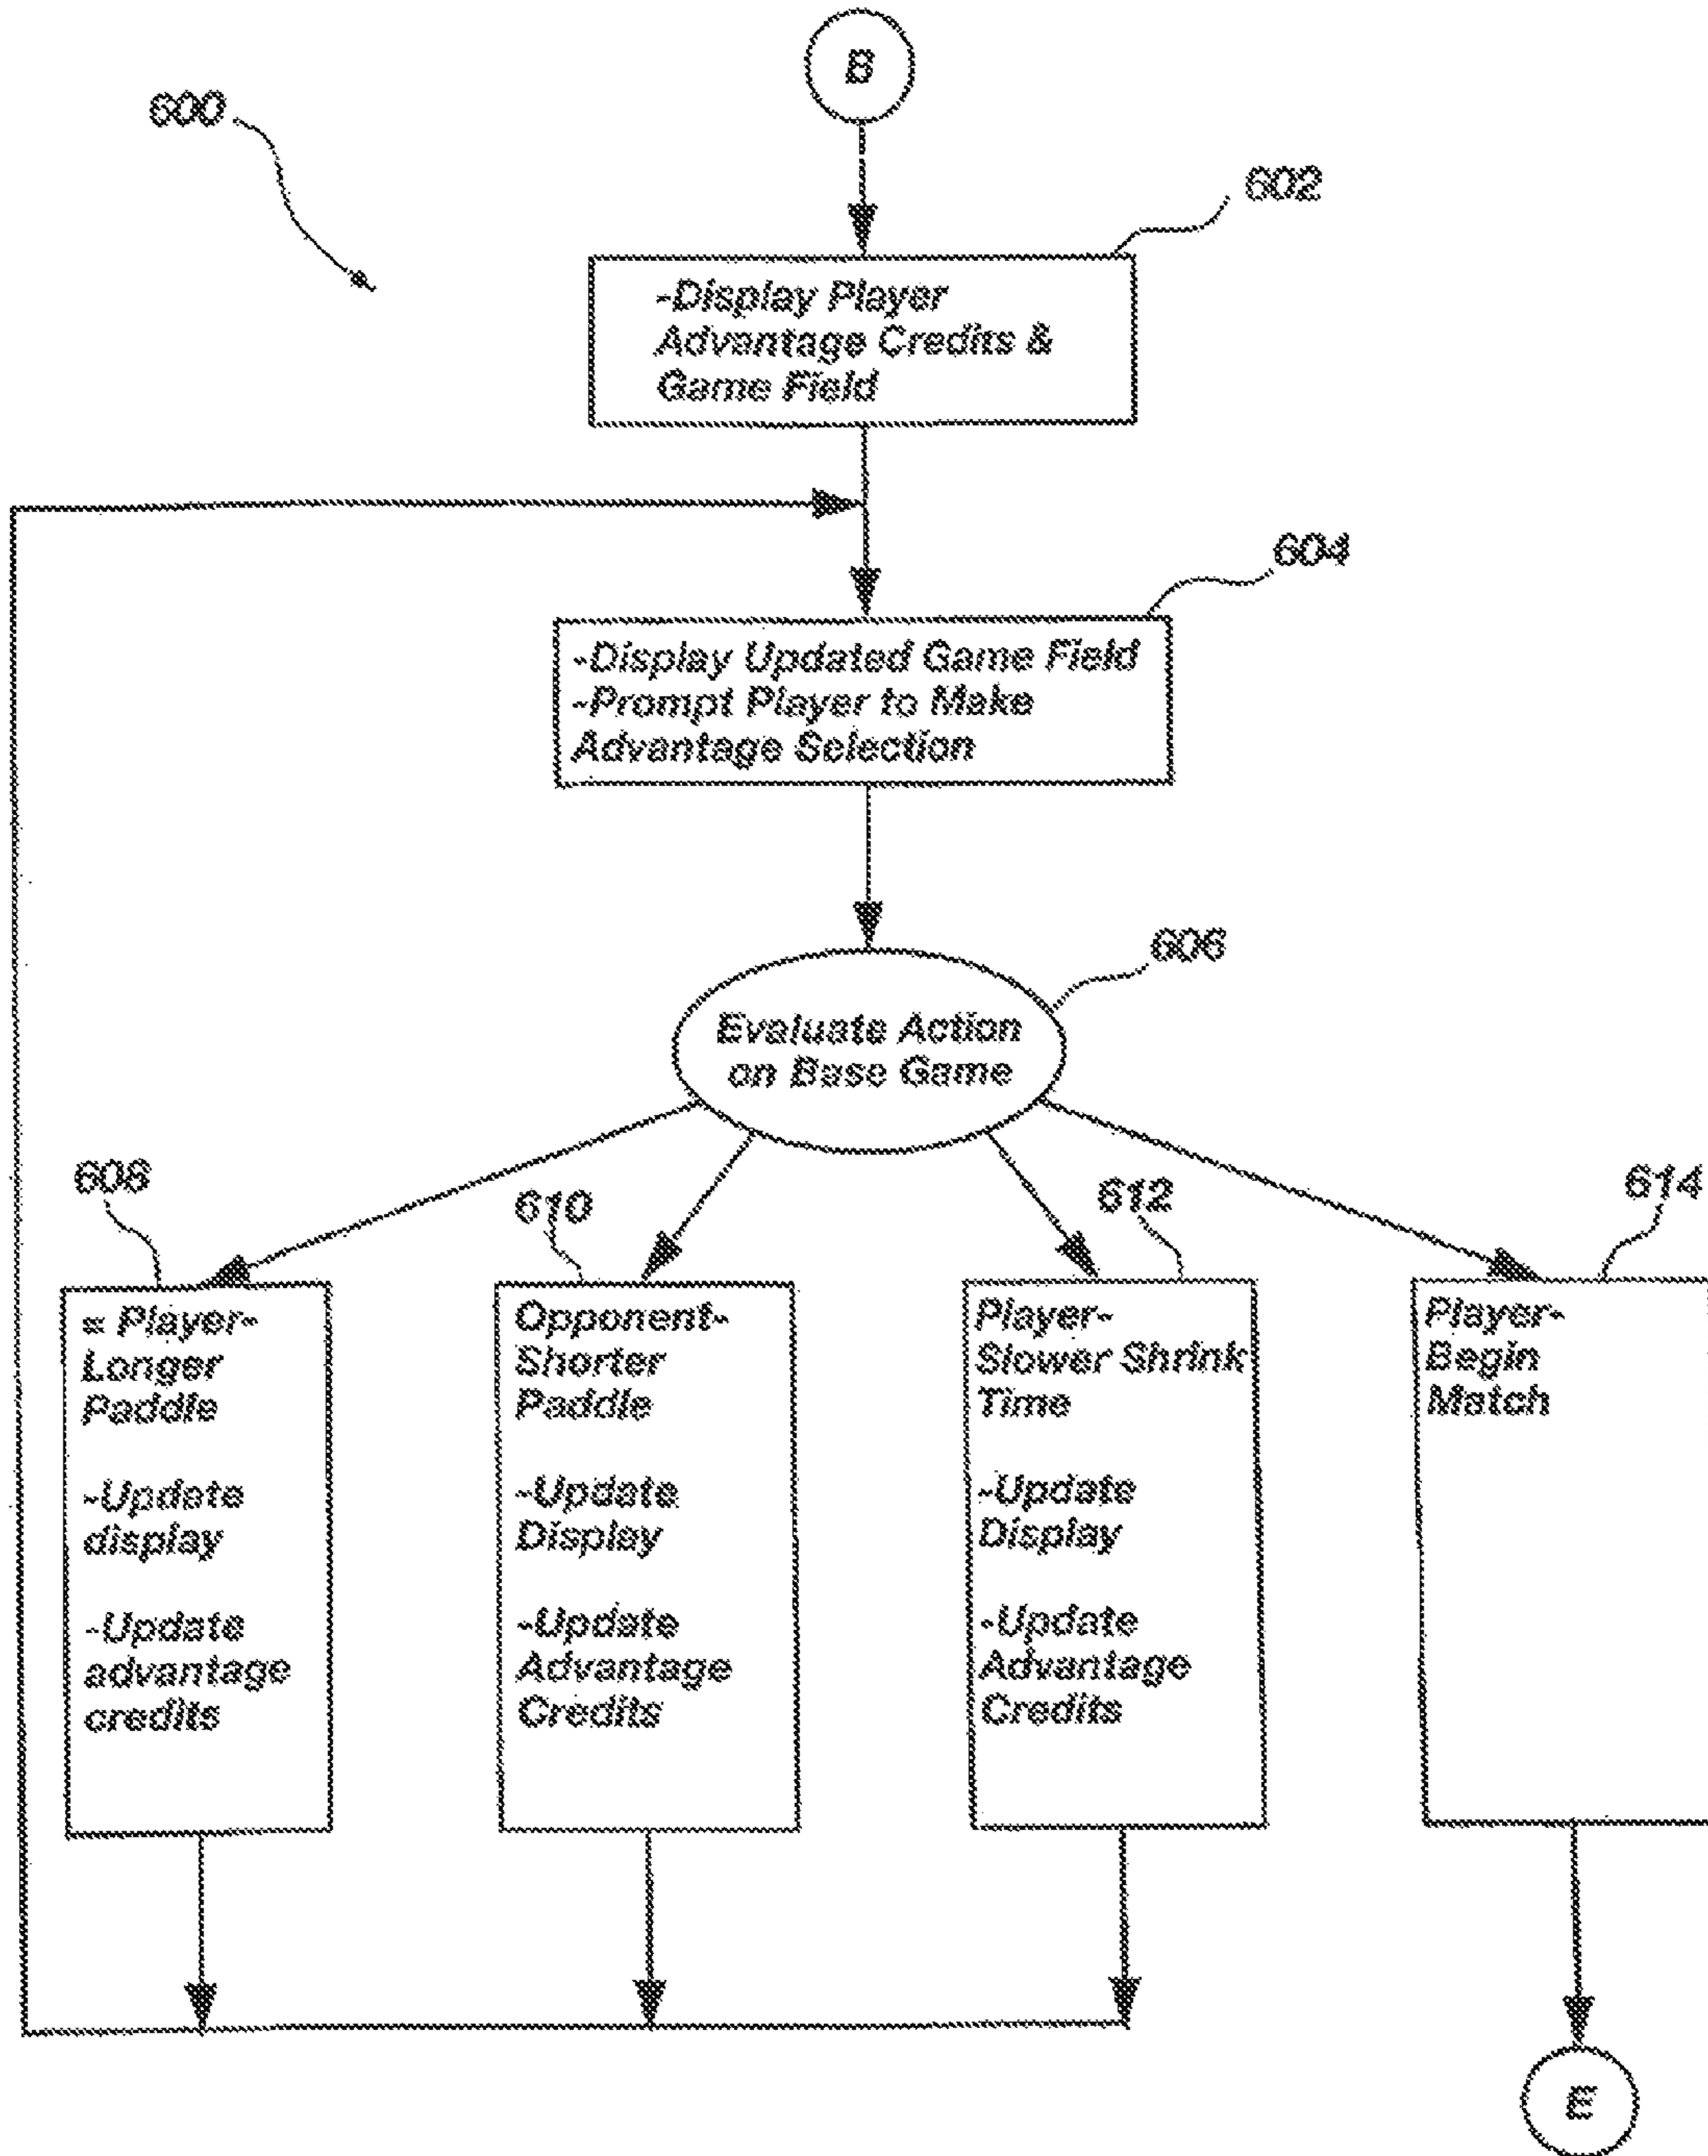 B
600
602
-Display Player
Advantage Credits &
Game Field
604
-Display Updated Game Field
-Prompt Player to Make
Advantage Selection
606
Evaluate Action
on Base Game
608
610
612
614
= Player-
Longer
Paddle
-Update
display
-Update
advantage
credits
Opponent-
Shorter
Paddle
-Update
Display
-Update
Advantage
Credits
Player-
Slower Shrink
Time
-Update
Display
-Update
Advantage
Credits
Player-
Begin
Match
E